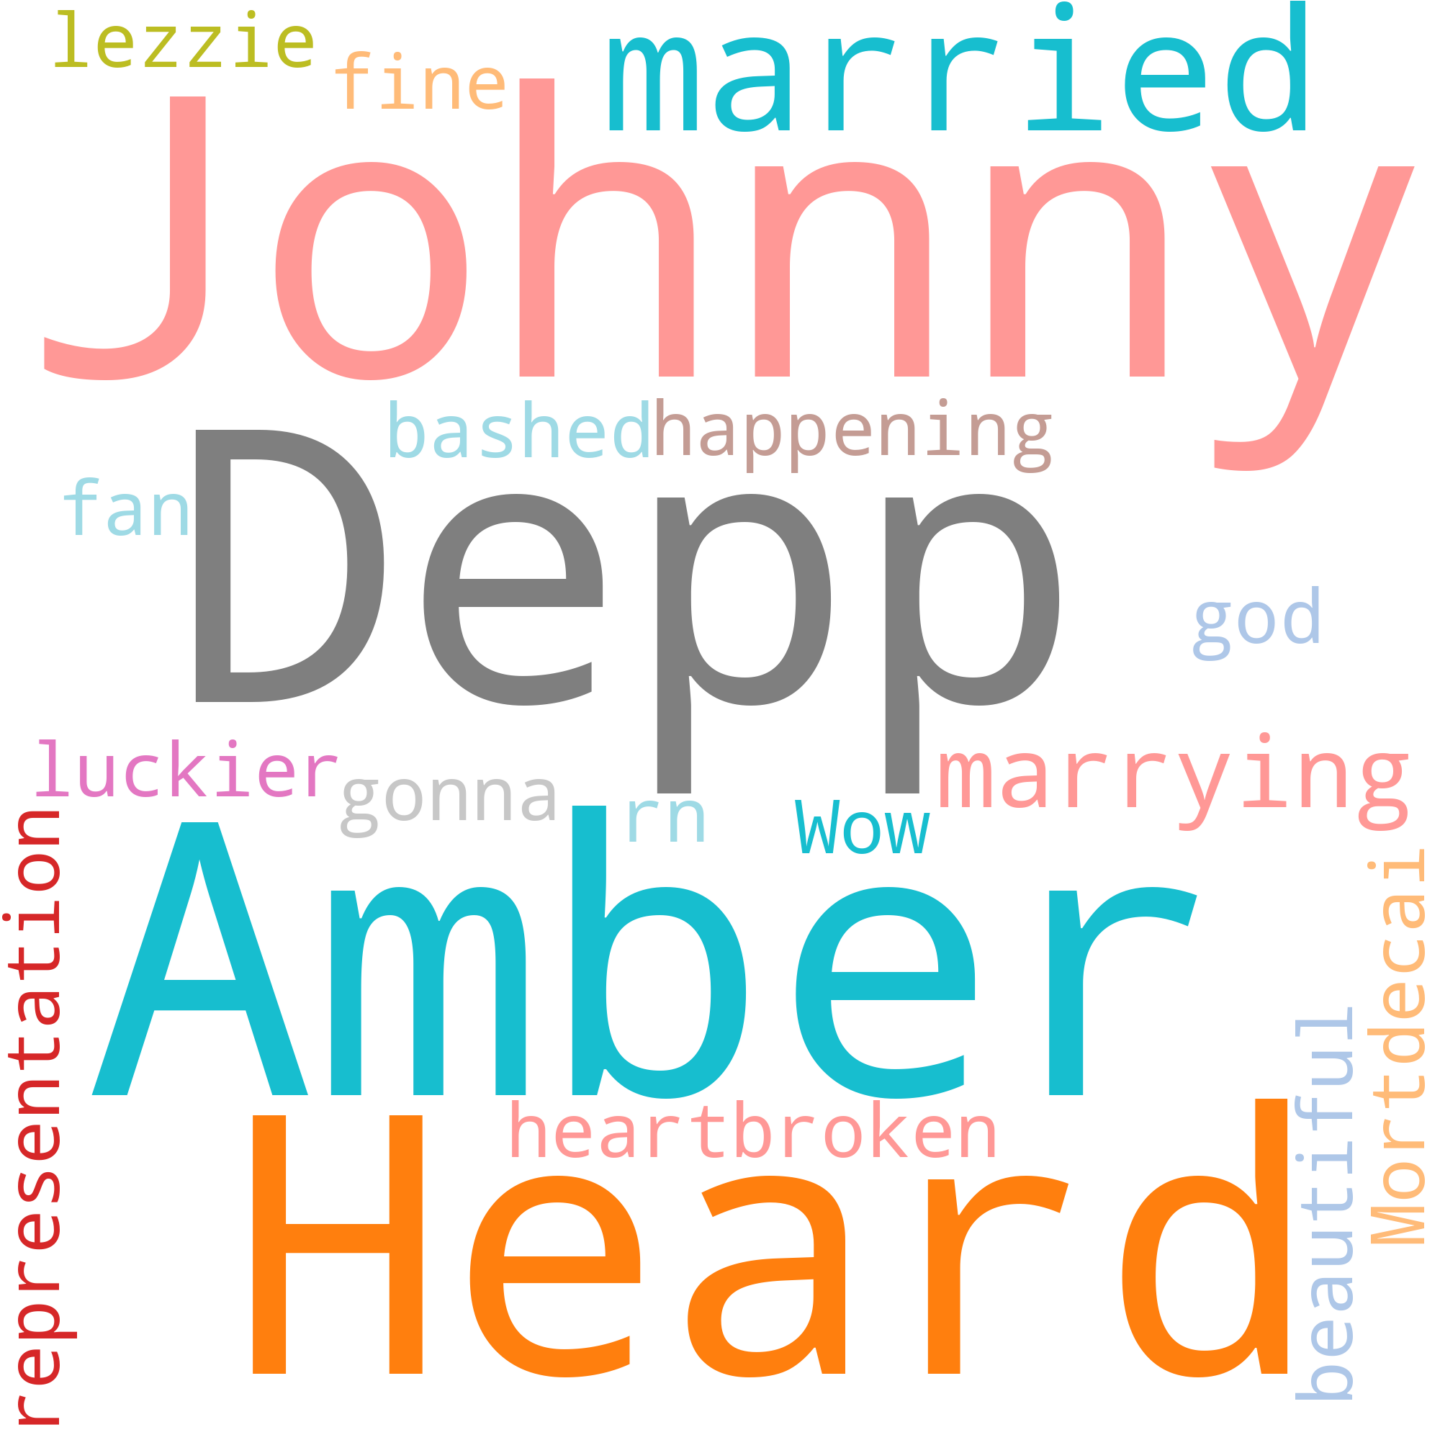 lezzie
fine
married
Johnny
bashed
happening
fan
Depp
god
luckier
gonna
rn
Wow
marrying
representation
Amber
Mortdecai
beautiful
heartbroken
Heard